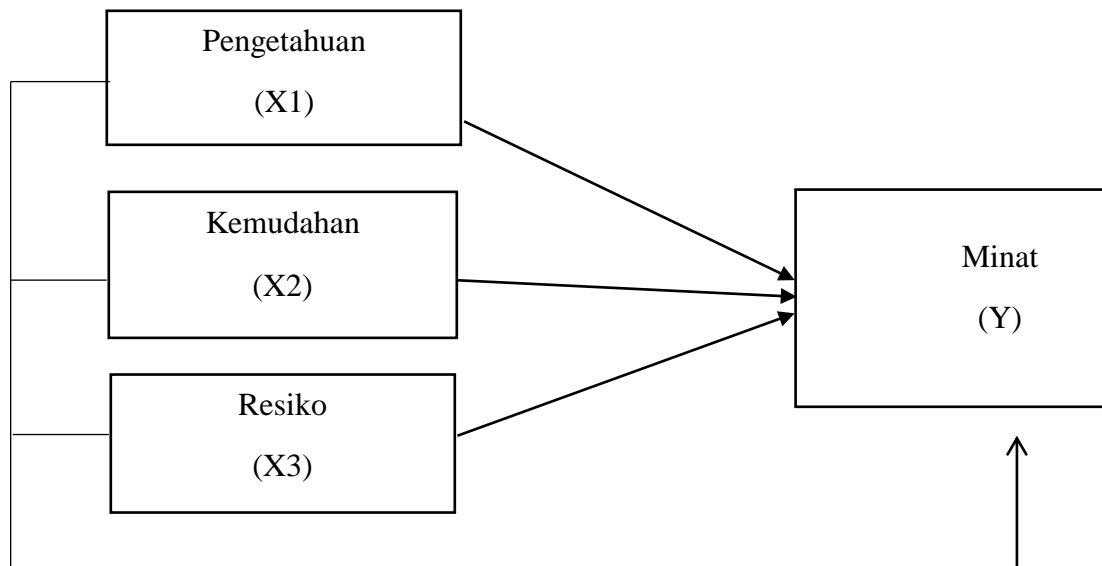 Pengetahuan
(X1)
Kemudahan
(X2)
Resiko
(X3)
Minat
(Y)